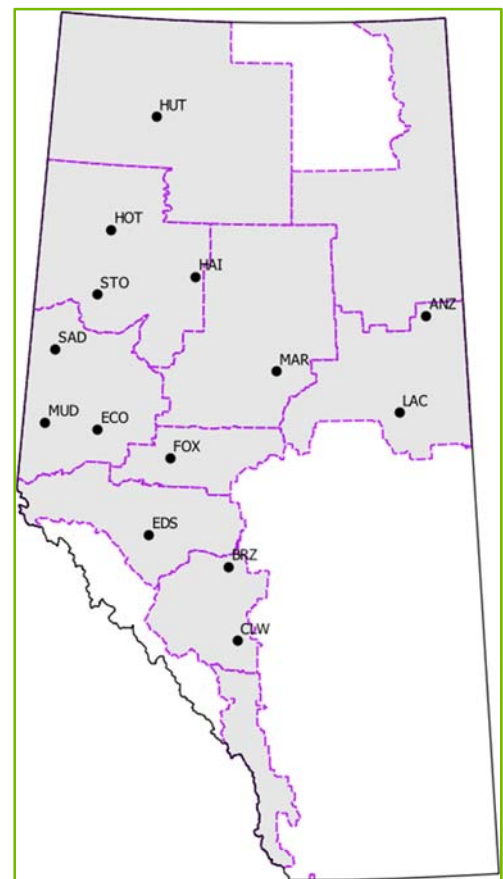 HUT
HOT
HAI
STO
ANZ
SAD
MAR
LAC
MUD
ECO
FOX
EDS
BRZ
CLW